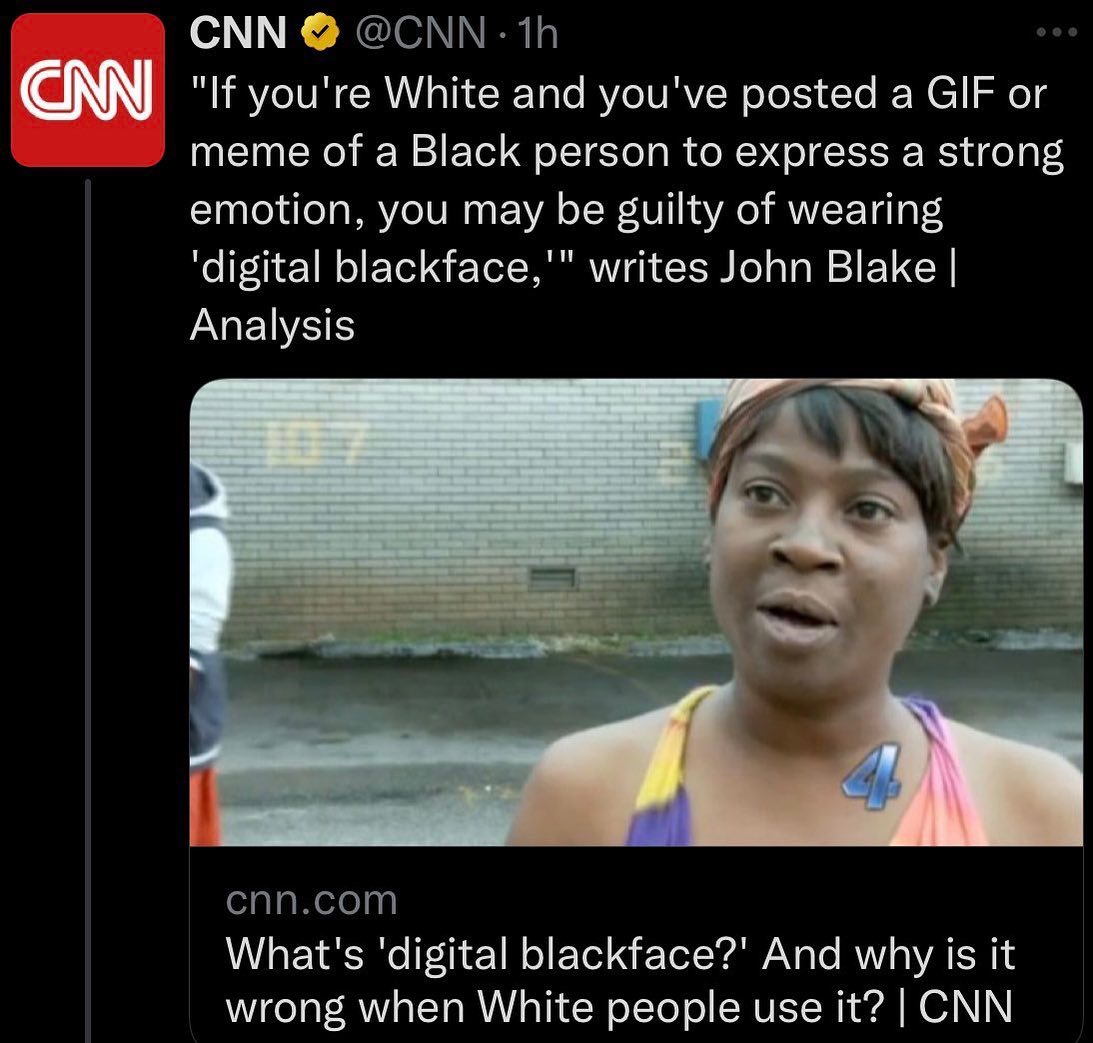 CNN
CNN @CNN · 1h
"If you're White and you've posted a GIF or
meme of a Black person to express a strong
emotion, you may be guilty of wearing
'digital blackface,'" writes John Blake |
Analysis
107
2
4
cnn.com
What's 'digital blackface?' And why is it
wrong when White people use it? | CNN